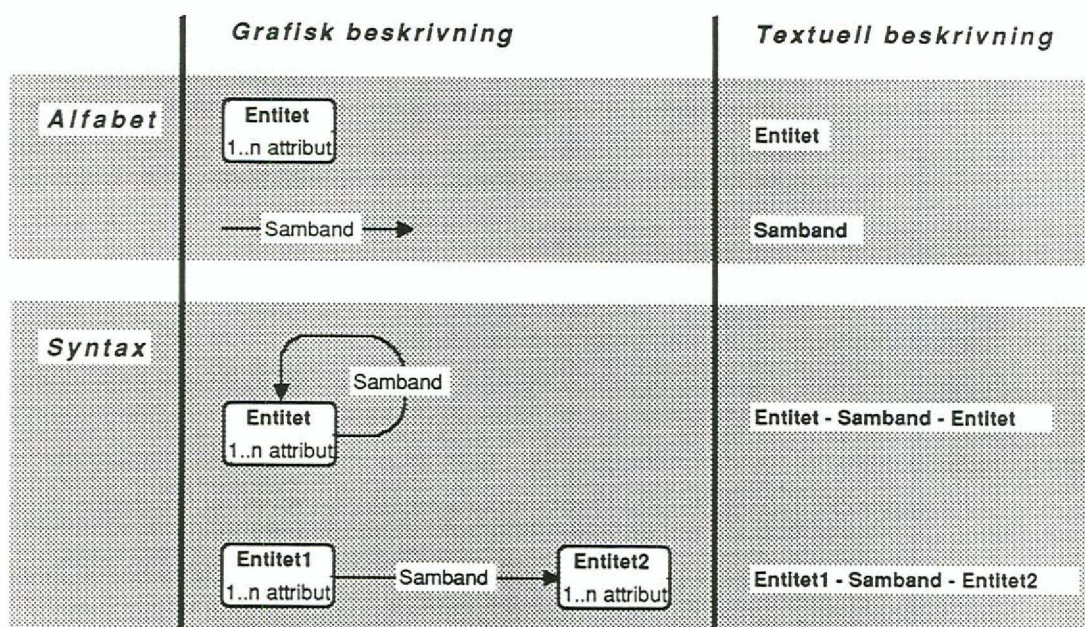 Grafisk beskrivning
Textuell beskrivning
Alfabet
Entitet
1..n attribut
Entitet
Samband
Samband
Syntax
Samband
Entitet
1..n attribut
Entitet - Samband - Entitet
Entitet1
1..n attribut
Samband
Entitet2
1..n attribut
Entitet1 - Samband - Entitet2